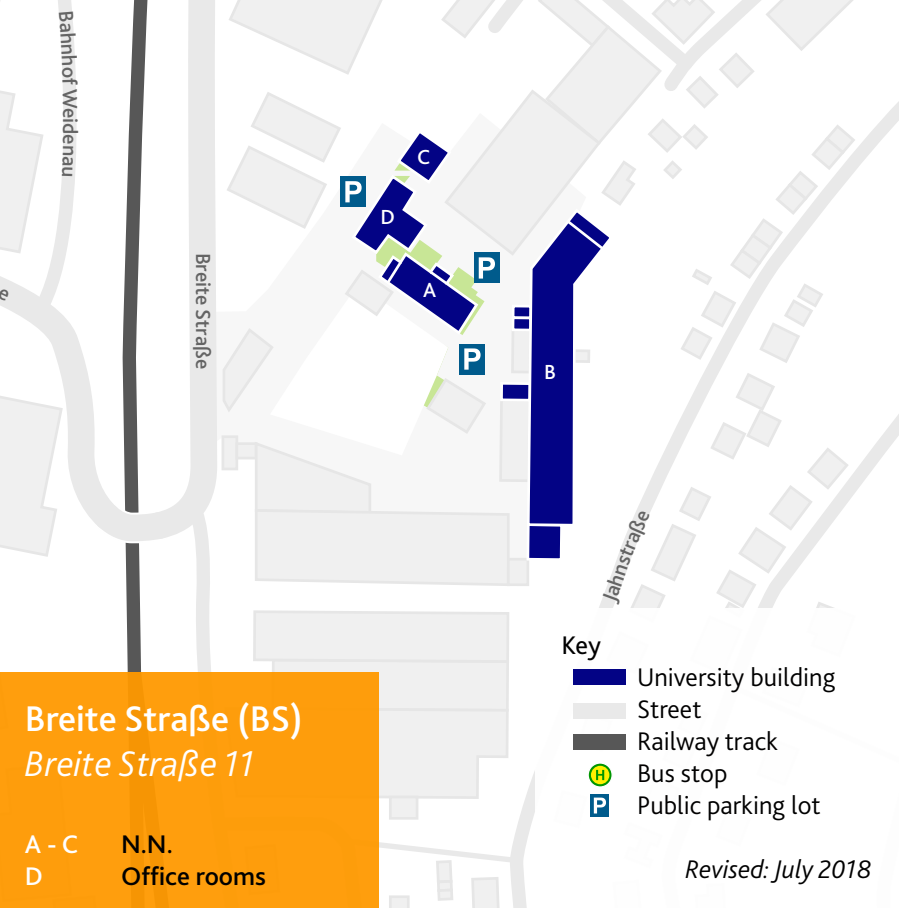 Bahnhof Weidenau
C
P
D
P
A
Breite Straße
e
P
B
Jahnstraße
Key
University building
Street
Railway track
H Bus stop
P Public parking lot
Revised: July 2018
Breite Straße (BS)
Breite Straße 11
A - C N.N.
D Office rooms